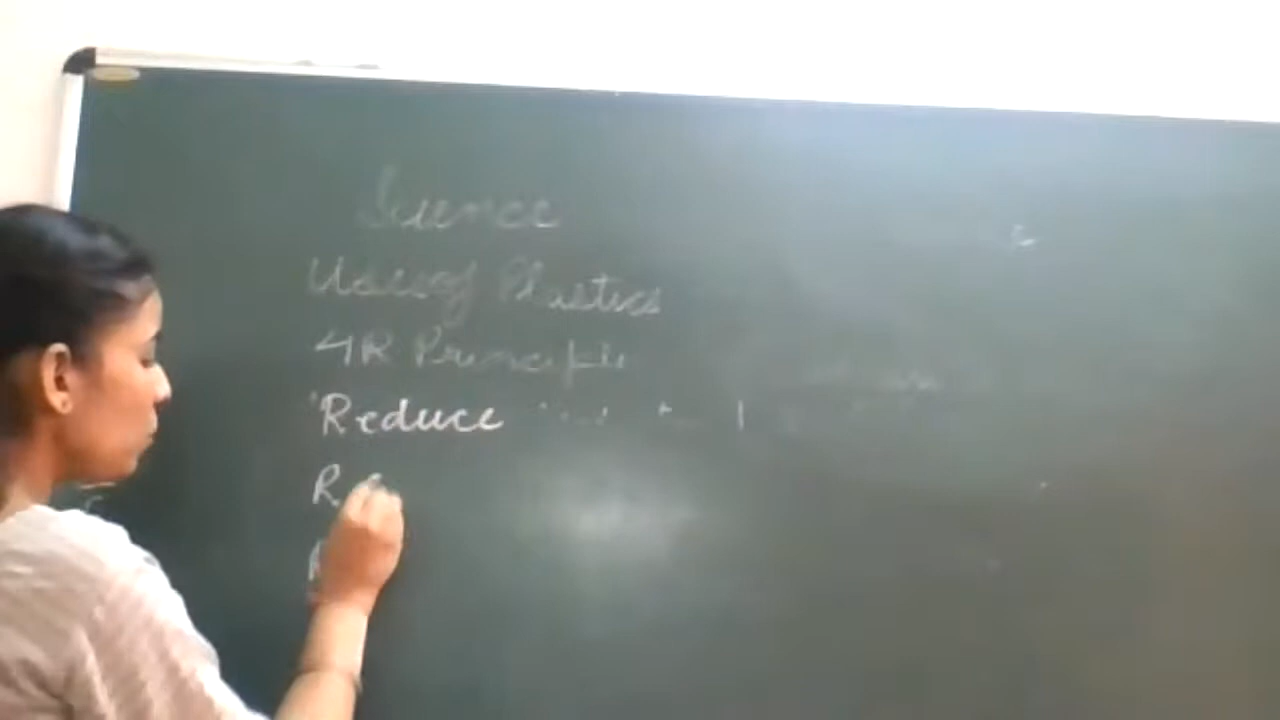 Science
Uses of Plastics
4R Principle
Reduce
R